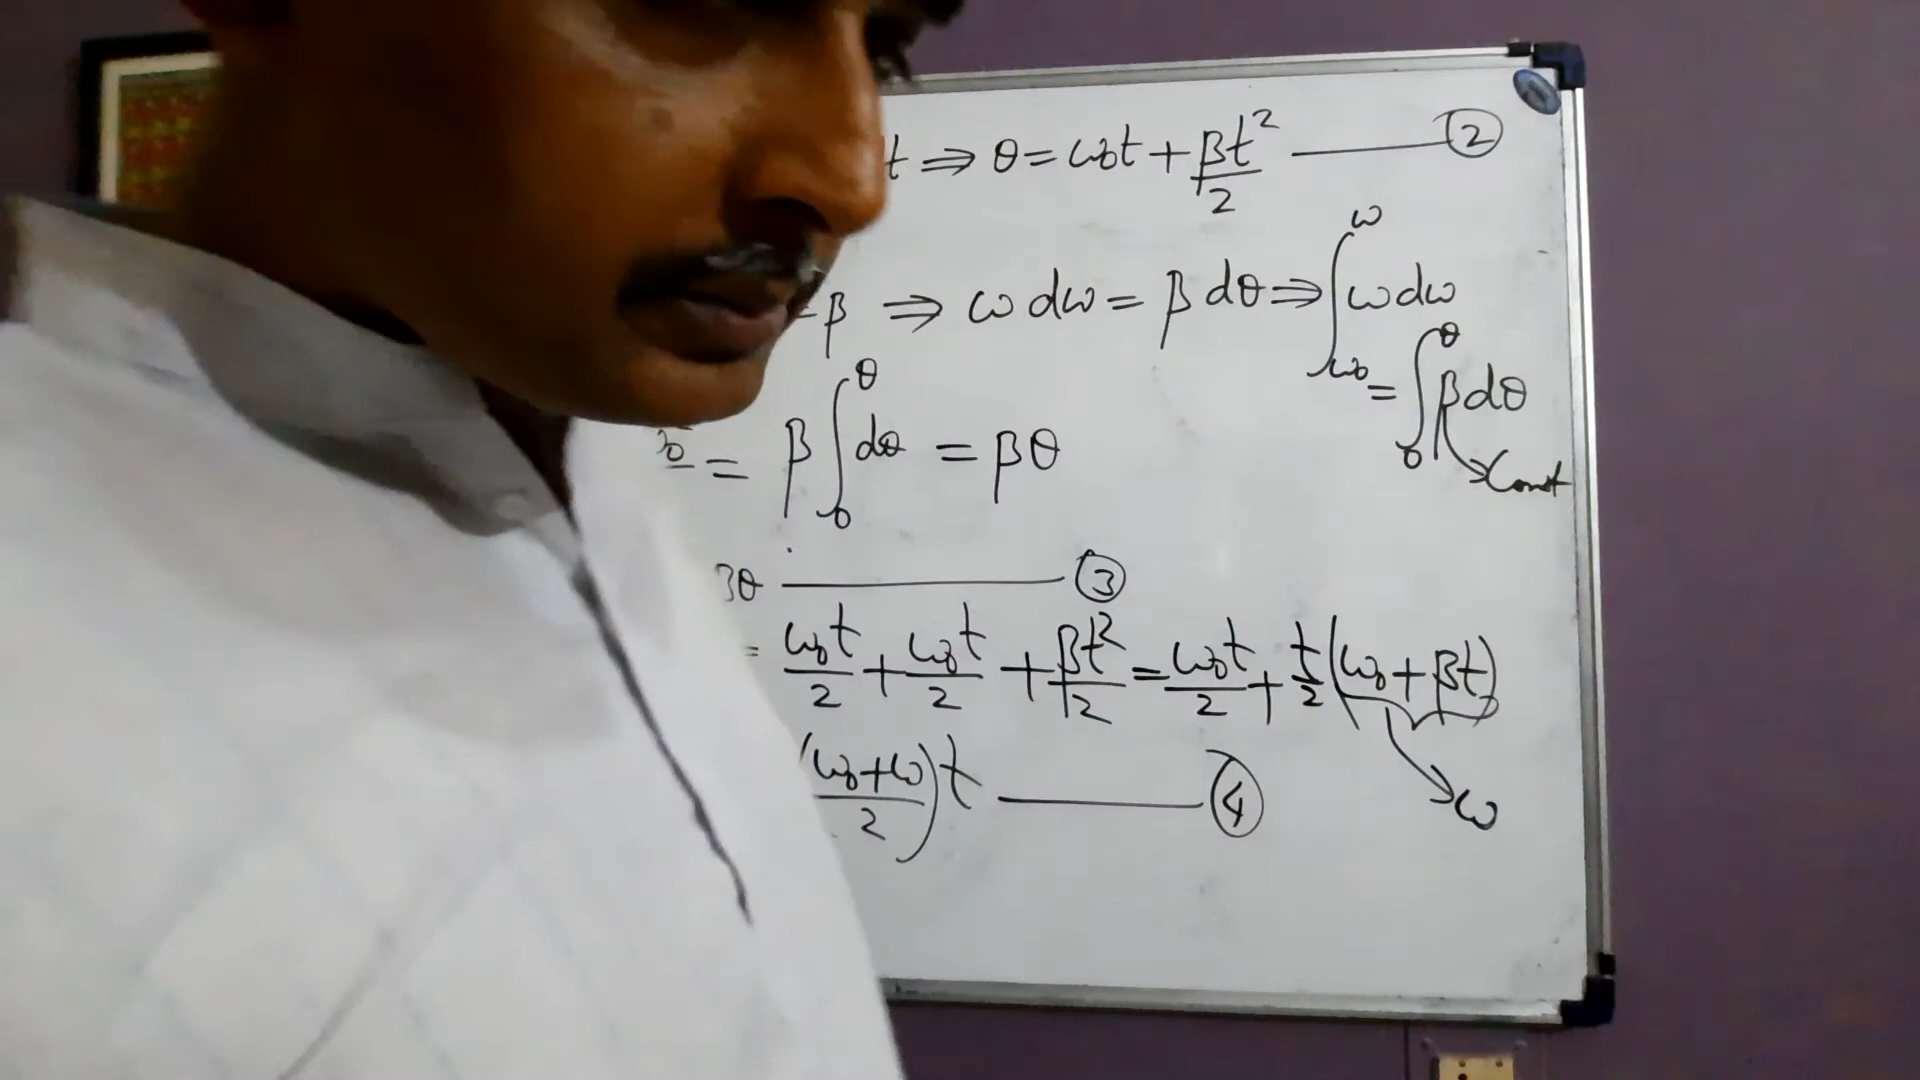 t ⇒ θ = ω₀t + βt²/2 ——— ②
= β ⇒ ω dω = β dθ ⇒ ∫_{ω₀}^{ω} ω dω
= ∫_{0}^{θ} β dθ
→ Const
= β ∫_{0}^{θ} dθ = βθ
βθ ——— ③
= ω₀t/2 + ω₀t/2 + βt²/2 = ω₀t/2 + t/2 (ω₀ + βt)
→ ω
(ω₀+ω/2) t ——— ④